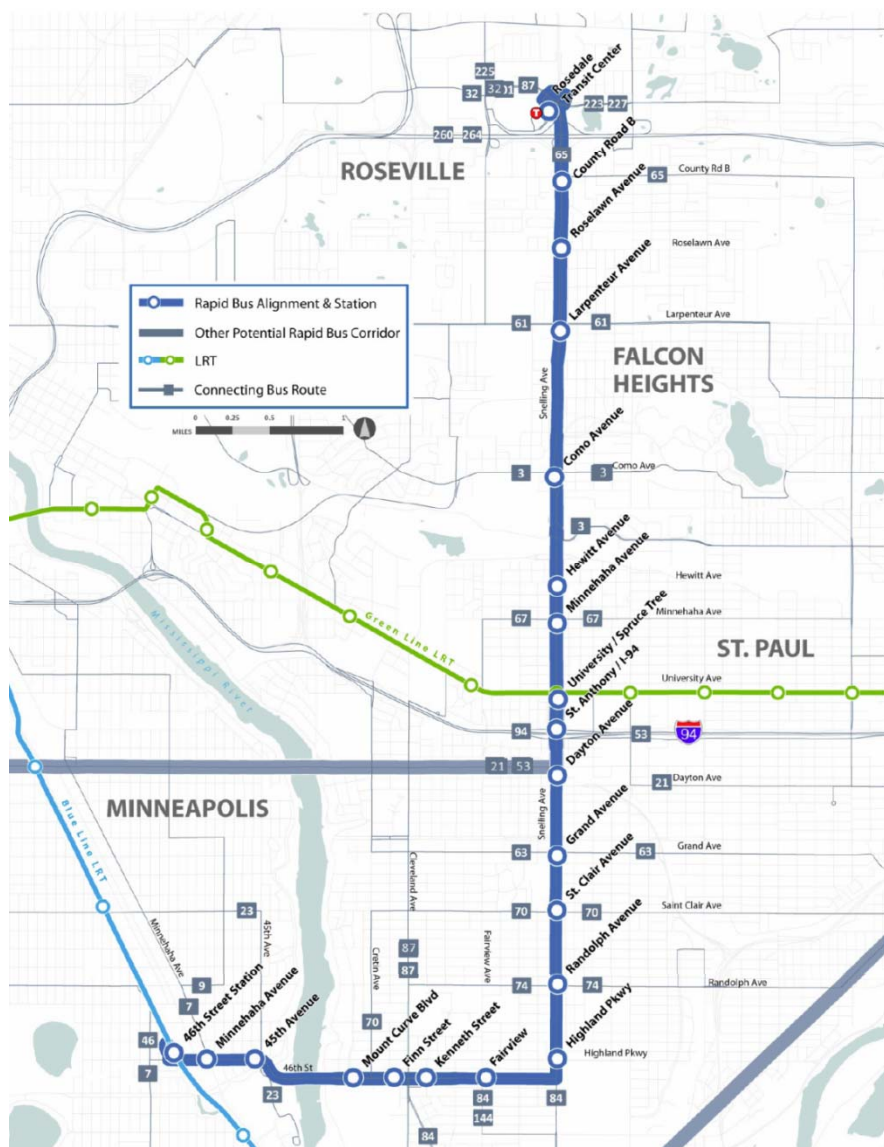 225
32
32
87
Rosedale
Transit Center
223
227
T
260
264
65
County Road B
65
County Rd B
ROSEVILLE
Roselawn Avenue
Roselawn Ave
Larpenteur Avenue
61
61
Larpenteur Ave
Rapid Bus Alignment & Station
Other Potential Rapid Bus Corridor
LRT
Connecting Bus Route
0
0.25
0.5
1
MILES
FALCON
HEIGHTS
Snelling Ave
Como Avenue
3
3
Como Ave
3
Hewitt Avenue
Hewitt Ave
Minnehaha Avenue
67
67
Minnehaha Ave
Mississippi River
Green Line LRT
University / Spruce Tree
ST. PAUL
University Ave
St. Anthony / I-94
94
53
94
Dayton Avenue
21
53
21
Dayton Ave
MINNEAPOLIS
Blue Line LRT
Snelling Ave
Grand Avenue
63
63
Grand Ave
Cleveland Ave
St. Clair Avenue
23
70
70
Saint Clair Ave
Minnehaha Ave
45th Ave
Cretin Ave
87
87
Fairview Ave
Randolph Avenue
9
7
74
74
Randolph Ave
70
46
7
46th Street Station
Minnehaha Avenue
45th Avenue
46th St
23
Mount Curve Blvd
Finn Street
Kenneth Street
Fairview
Highland Pkwy
Highland Pkwy
84
144
84
84